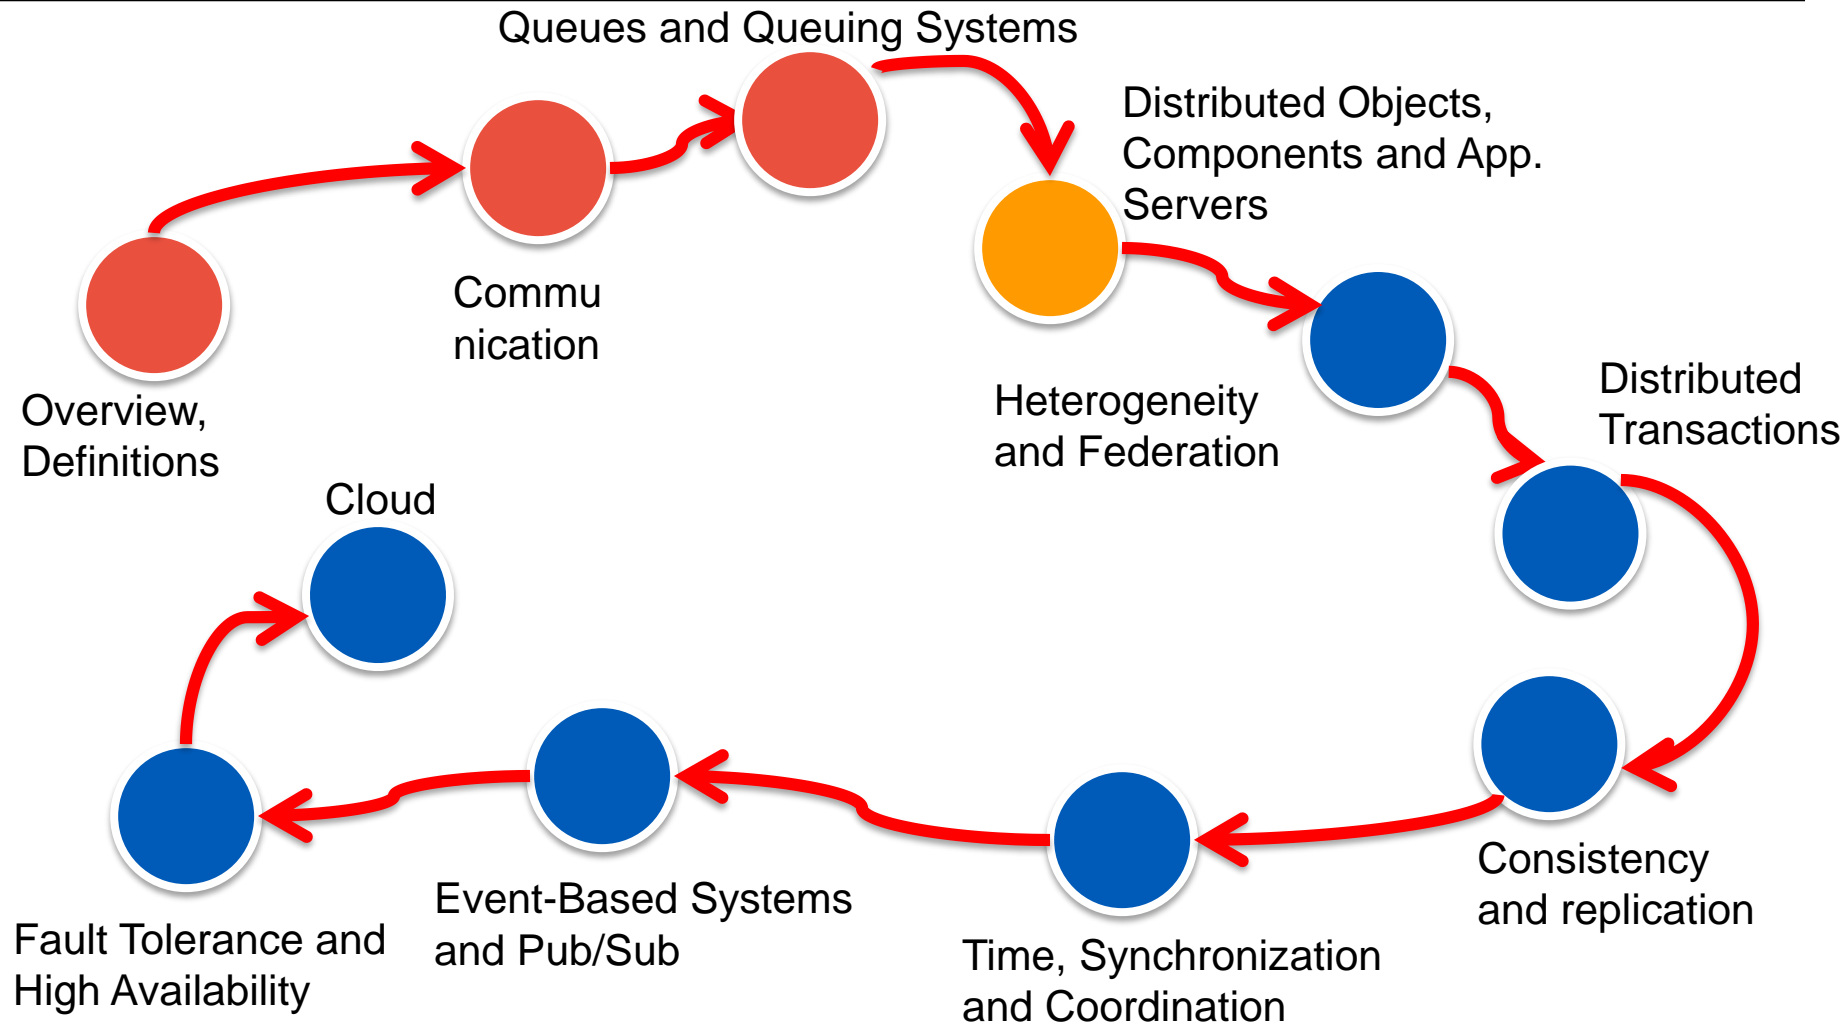 Queues and Queuing Systems
Distributed Objects,
Components and App.
Servers
Commu
nication
Overview,
Definitions
Heterogeneity
and Federation
Distributed
Transactions
Cloud
Consistency
and replication
Event-Based Systems
and Pub/Sub
Time, Synchronization
and Coordination
Fault Tolerance and
High Availability